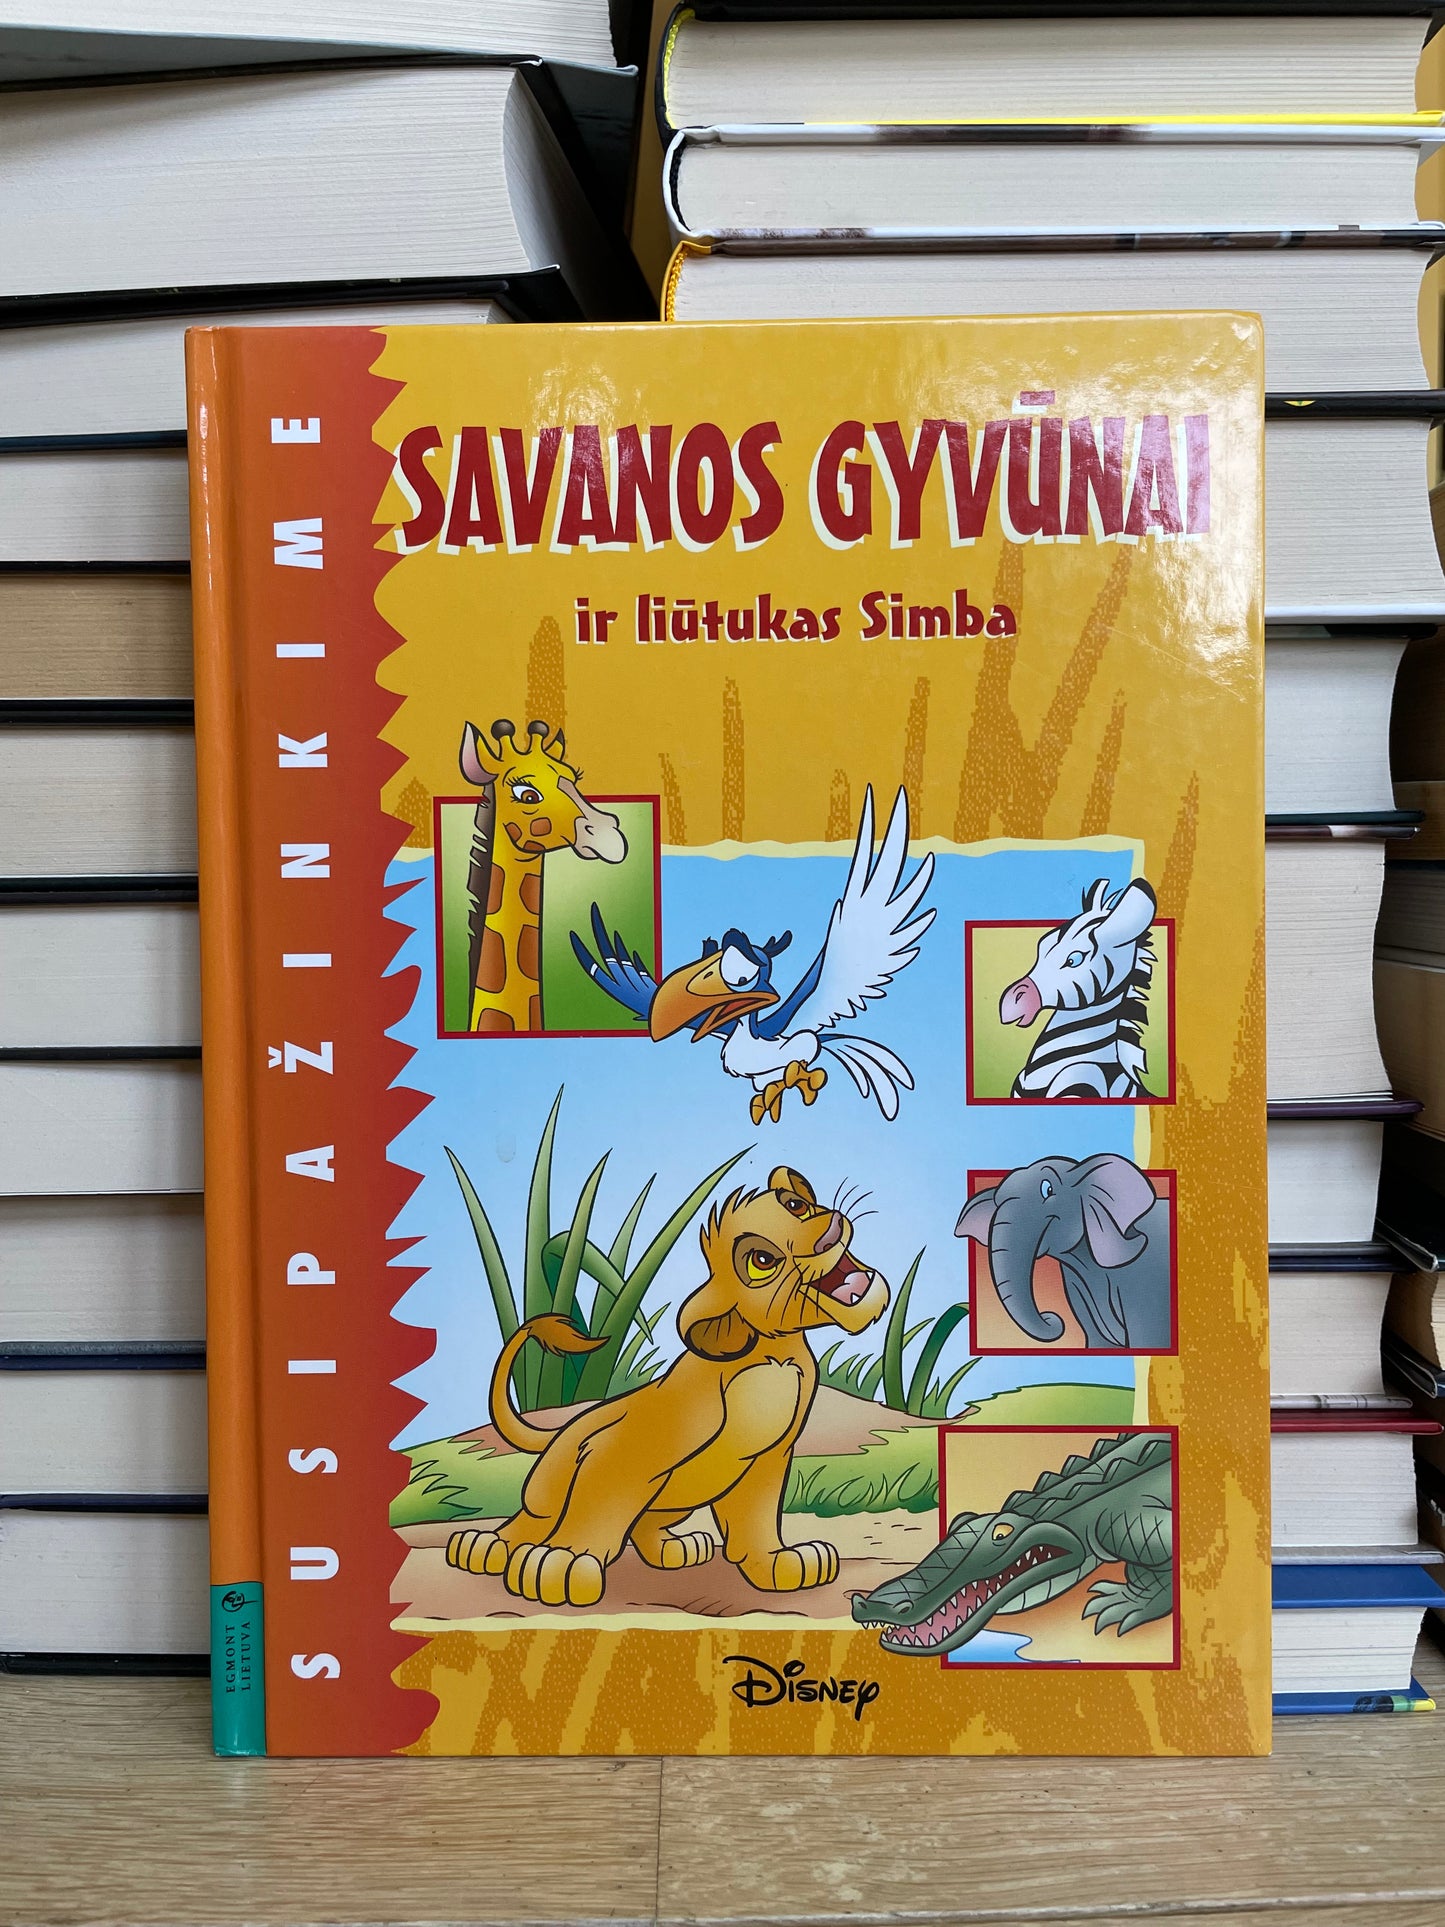 SAVANOS GYVŪNAI
ir liūtukas Simba
SUSIPAŽINKIME
EGMONT
LIETUVA
Disney